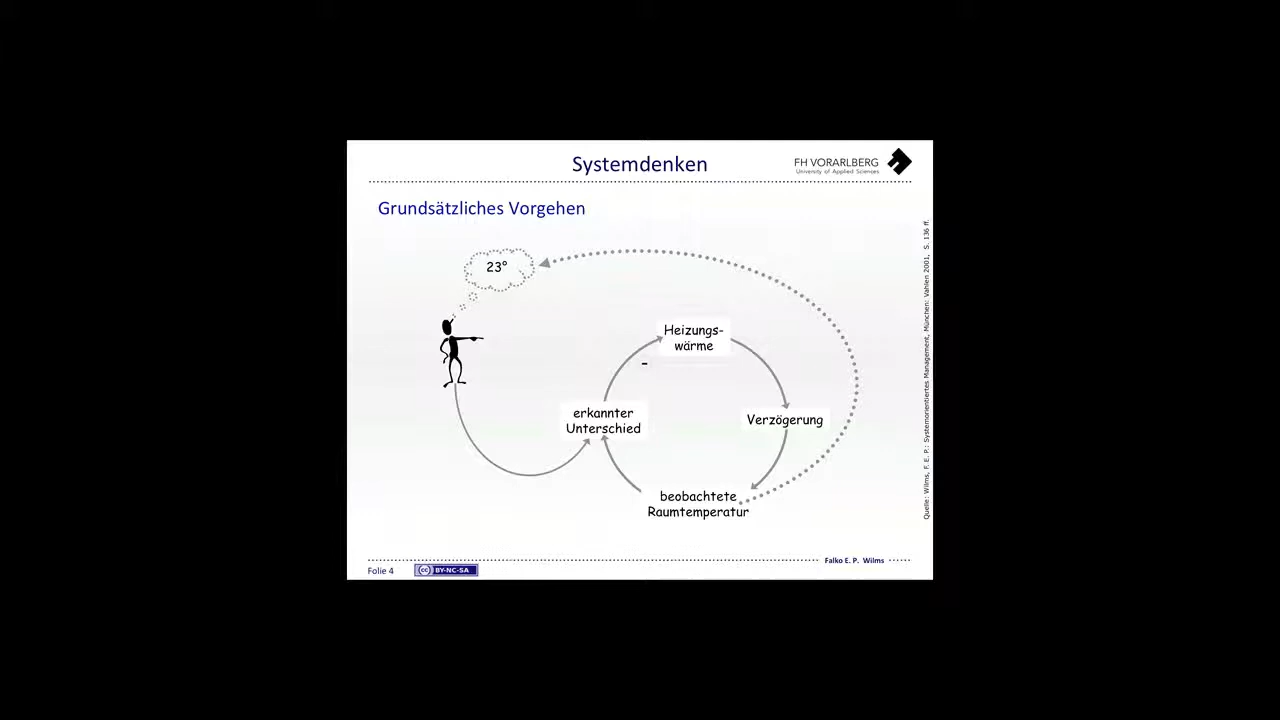 Systemdenken
FH VORARLBERG
University of Applied Sciences
Grundsätzliches Vorgehen
23°
Heizungs-
wärme
-
erkannter
Unterschied
Verzögerung
beobachtete
Raumtemperatur
Quelle: Wilms, F. E. P.: Systemorientiertes Management, München: Vahlen 2001, S. 136 ff.
Falko E. P. Wilms
Folie 4
cc BY-NC-SA